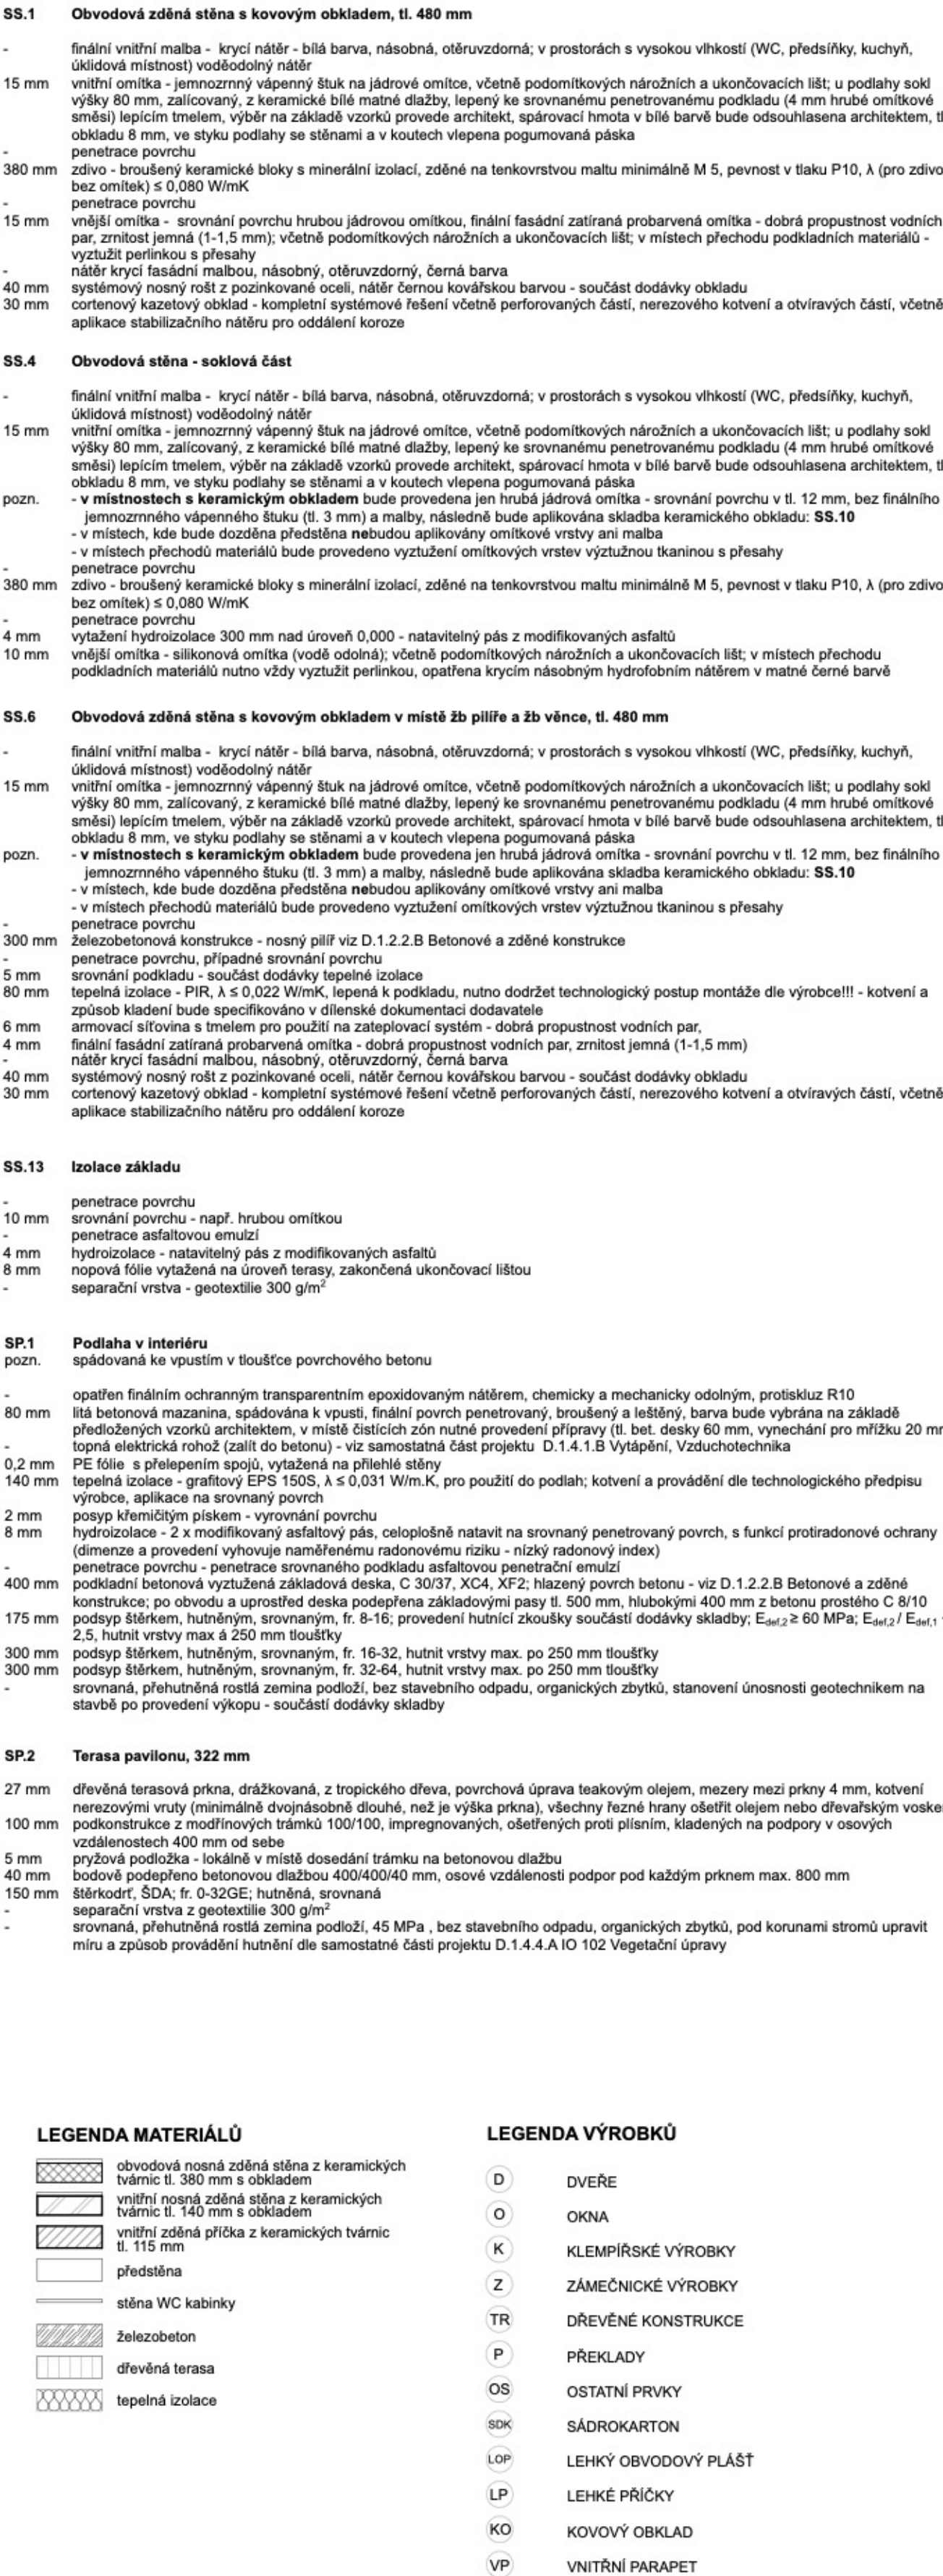 SS.1 Obvodová zděná stěna s kovovým obkladem, tl. 480 mm
- finální vnitřní malba - krycí nátěr - bílá barva, násobná, otěruvzdorná; v prostorách s vysokou vlhkostí (WC, předsíňky, kuchyň,
úklidová místnost) voděodolný nátěr
15 mm vnitřní omítka - jemnozrnný vápenný štuk na jádrové omítce, včetně podomítkových nárožních a ukončovacích lišt; u podlahy sokl
výšky 80 mm, zalícovaný, z keramické bílé matné dlažby, lepený ke srovnanému penetrovanému podkladu (4 mm hrubé omítkové
směsi) lepícím tmelem, výběr na základě vzorků provede architekt, spárovací hmota v bílé barvě bude odsouhlasena architektem,
obkladu 8 mm, ve styku podlahy se stěnami a v koutech vlepena pogumovaná páska
- penetrace povrchu
380 mm zdivo - broušený keramické bloky s minerální izolací, zděné na tenkovrstvou maltu minimálně M 5, pevnost v tlaku P10, λ (pro zdivo
bez omítek) ≤ 0,080 W/mK
- penetrace povrchu
15 mm vnější omítka - srovnání povrchu hrubou jádrovou omítkou, finální fasádní zatíraná probarvená omítka - dobrá propustnost vodních
par, zrnitost jemná (1-1,5 mm); včetně podomítkových nárožních a ukončovacích lišt; v místech přechodu podkladních materiálů -
vyztužit perlinkou s přesahy
- nátěr krycí fasádní malbou, násobný, otěruvzdorný, černá barva
40 mm systémový nosný rošt z pozinkované oceli, nátěr černou kovářskou barvou - součást dodávky obkladu
30 mm cortenový kazetový obklad - kompletní systémové řešení včetně perforovaných částí, nerezového kotvení a otvíravých částí, včetně
aplikace stabilizačního nátěru pro oddálení koroze
SS.4 Obvodová stěna - soklová část
- finální vnitřní malba - krycí nátěr - bílá barva, násobná, otěruvzdorná; v prostorách s vysokou vlhkostí (WC, předsíňky, kuchyň,
úklidová místnost) voděodolný nátěr
15 mm vnitřní omítka - jemnozrnný vápenný štuk na jádrové omítce, včetně podomítkových nárožních a ukončovacích lišt; u podlahy sokl
výšky 80 mm, zalícovaný, z keramické bílé matné dlažby, lepený ke srovnanému penetrovanému podkladu (4 mm hrubé omítkové
směsi) lepícím tmelem, výběr na základě vzorků provede architekt, spárovací hmota v bílé barvě bude odsouhlasena architektem,
obkladu 8 mm, ve styku podlahy se stěnami a v koutech vlepena pogumovaná páska
pozn. - v místnostech s keramickým obkladem bude provedena jen hrubá jádrová omítka - srovnání povrchu v tl. 12 mm, bez finálního
jemnozrnného vápenného štuku (tl. 3 mm) a malby, následně bude aplikována skladba keramického obkladu: SS.10
- v místech, kde bude dozděna předstěna nebudou aplikovány omítkové vrstvy ani malba
- v místech přechodů materiálů bude provedeno vyztužení omítkových vrstev výztužnou tkaninou s přesahy
- penetrace povrchu
380 mm zdivo - broušený keramické bloky s minerální izolací, zděné na tenkovrstvou maltu minimálně M 5, pevnost v tlaku P10, λ (pro zdivo
bez omítek) ≤ 0,080 W/mK
- penetrace povrchu
4 mm vytažení hydroizolace 300 mm nad úroveň 0,000 - natavitelný pás z modifikovaných asfaltů
10 mm vnější omítka - silikonová omítka (vodě odolná); včetně podomítkových nárožních a ukončovacích lišt; v místech přechodu
podkladních materiálů nutno vždy vyztužit perlinkou, opatřena krycím násobným hydrofobním nátěrem v matné černé barvě
SS.6 Obvodová zděná stěna s kovovým obkladem v místě žb pilíře a žb věnce, tl. 480 mm
- finální vnitřní malba - krycí nátěr - bílá barva, násobná, otěruvzdorná; v prostorách s vysokou vlhkostí (WC, předsíňky, kuchyň,
úklidová místnost) voděodolný nátěr
15 mm vnitřní omítka - jemnozrnný vápenný štuk na jádrové omítce, včetně podomítkových nárožních a ukončovacích lišt; u podlahy sokl
výšky 80 mm, zalícovaný, z keramické bílé matné dlažby, lepený ke srovnanému penetrovanému podkladu (4 mm hrubé omítkové
směsi) lepícím tmelem, výběr na základě vzorků provede architekt, spárovací hmota v bílé barvě bude odsouhlasena architektem,
obkladu 8 mm, ve styku podlahy se stěnami a v koutech vlepena pogumovaná páska
pozn. - v místnostech s keramickým obkladem bude provedena jen hrubá jádrová omítka - srovnání povrchu v tl. 12 mm, bez finálního
jemnozrnného vápenného štuku (tl. 3 mm) a malby, následně bude aplikována skladba keramického obkladu: SS.10
- v místech, kde bude dozděna předstěna nebudou aplikovány omítkové vrstvy ani malba
- v místech přechodů materiálů bude provedeno vyztužení omítkových vrstev výztužnou tkaninou s přesahy
- penetrace povrchu
300 mm železobetonová konstrukce - nosný pilíř viz D.1.2.2.B Betonové a zděné konstrukce
- penetrace povrchu, případné srovnání povrchu
5 mm srovnání podkladu - součást dodávky tepelné izolace
80 mm tepelná izolace - PIR, λ ≤ 0,022 W/mK, lepená k podkladu, nutno dodržet technologický postup montáže dle výrobce!!! - kotvení a
způsob kladení bude specifikováno v dílenské dokumentaci dodavatele
6 mm armovací síťovina s tmelem pro použití na zateplovací systém - dobrá propustnost vodních par,
4 mm finální fasádní zatíraná probarvená omítka - dobrá propustnost vodních par, zrnitost jemná (1-1,5 mm)
- nátěr krycí fasádní malbou, násobný, otěruvzdorný, černá barva
40 mm systémový nosný rošt z pozinkované oceli, nátěr černou kovářskou barvou - součást dodávky obkladu
30 mm cortenový kazetový obklad - kompletní systémové řešení včetně perforovaných částí, nerezového kotvení a otvíravých částí, včetně
aplikace stabilizačního nátěru pro oddálení koroze
SS.13 Izolace základu
- penetrace povrchu
10 mm srovnání povrchu - např. hrubou omítkou
- penetrace asfaltovou emulzí
4 mm hydroizolace - natavitelný pás z modifikovaných asfaltů
8 mm nopová fólie vytažená na úroveň terasy, zakončená ukončovací lištou
- separační vrstva - geotextilie 300 g/m²
SP.1 Podlaha v interiéru
pozn. spádovaná ke vpustím v tloušťce povrchového betonu
- opatřen finálním ochranným transparentním epoxidovaným nátěrem, chemicky a mechanicky odolným, protiskluz R10
80 mm litá betonová mazanina, spádována k vpusti, finální povrch penetrovaný, broušený a leštěný, barva bude vybrána na základě
předložených vzorků architektem, v místě čistících zón nutné provedení přípravy (tl. bet. desky 60 mm, vynechání pro mřížku 20
- topná elektrická rohož (zalít do betonu) - viz samostatná část projektu D.1.4.1.B Vytápění, Vzduchotechnika
0,2 mm PE fólie s přelepením spojů, vytažená na přilehlé stěny
140 mm tepelná izolace - grafitový EPS 150S, λ ≤ 0,031 W/m.K, pro použití do podlah; kotvení a provádění dle technologického předpisu
výrobce, aplikace na srovnaný povrch
2 mm posyp křemičitým pískem - vyrovnání povrchu
8 mm hydroizolace - 2 x modifikovaný asfaltový pás, celoplošně natavit na srovnaný penetrovaný povrch, s funkcí protiradonové ochrany
(dimenze a provedení vyhovuje naměřenému radonovému riziku - nízký radonový index)
- penetrace povrchu - penetrace srovnaného podkladu asfaltovou penetrační emulzí
400 mm podkladní betonová vyztužená základová deska, C 30/37, XC4, XF2; hlazený povrch betonu - viz D.1.2.2.B Betonové a zděné
konstrukce; po obvodu a uprostřed deska podepřena základovými pasy tl. 500 mm, hlubokými 400 mm z betonu prostého C 8/10
175 mm podsyp štěrkem, hutněným, srovnaným, fr. 8-16; provedení hutnící zkoušky součástí dodávky skladby; Edef,2 ≥ 60 MPa; Edef,2 / Edef,1
2,5, hutnit vrstvy max á 250 mm tloušťky
300 mm podsyp štěrkem, hutněným, srovnaným, fr. 16-32, hutnit vrstvy max. po 250 mm tloušťky
300 mm podsyp štěrkem, hutněným, srovnaným, fr. 32-64, hutnit vrstvy max. po 250 mm tloušťky
- srovnaná, přehutněná rostlá zemina podloží, bez stavebního odpadu, organických zbytků, stanovení únosnosti geotechnikem na
stavbě po provedení výkopu - součástí dodávky skladby
SP.2 Terasa pavilonu, 322 mm
27 mm dřevěná terasová prkna, drážkovaná, z tropického dřeva, povrchová úprava teakovým olejem, mezery mezi prkny 4 mm, kotvení
nerezovými vruty (minimálně dvojnásobně dlouhé, než je výška prkna), všechny řezné hrany ošetřit olejem nebo dřevařským voske
100 mm podkonstrukce z modřínových trámků 100/100, impregnovaných, ošetřených proti plísním, kladených na podpory v osových
vzdálenostech 400 mm od sebe
5 mm pryžová podložka - lokálně v místě dosedání trámku na betonovou dlažbu
40 mm bodově podepřeno betonovou dlažbou 400/400/40 mm, osové vzdálenosti podpor pod každým prknem max. 800 mm
150 mm štěrkodrť, ŠDA; fr. 0-32GE; hutněná, srovnaná
- separační vrstva z geotextilie 300 g/m²
- srovnaná, přehutněná rostlá zemina podloží, 45 MPa , bez stavebního odpadu, organických zbytků, pod korunami stromů upravit
míru a způsob provádění hutnění dle samostatné části projektu D.1.4.4.A IO 102 Vegetační úpravy
LEGENDA MATERIÁLŮ
obvodová nosná zděná stěna z keramických
tvárnic tl. 380 mm s obkladem
vnitřní nosná zděná stěna z keramických
tvárnic tl. 140 mm s obkladem
vnitřní zděná příčka z keramických tvárnic
tl. 115 mm
předstěna
stěna WC kabinky
železobeton
dřevěná terasa
tepelná izolace
LEGENDA VÝROBKŮ
D DVEŘE
O OKNA
K KLEMPÍŘSKÉ VÝROBKY
Z ZÁMEČNICKÉ VÝROBKY
TR DŘEVĚNÉ KONSTRUKCE
P PŘEKLADY
OS OSTATNÍ PRVKY
SDK SÁDROKARTON
LOP LEHKÝ OBVODOVÝ PLÁŠŤ
LP LEHKÉ PŘÍČKY
KO KOVOVÝ OBKLAD
VP VNITŘNÍ PARAPET